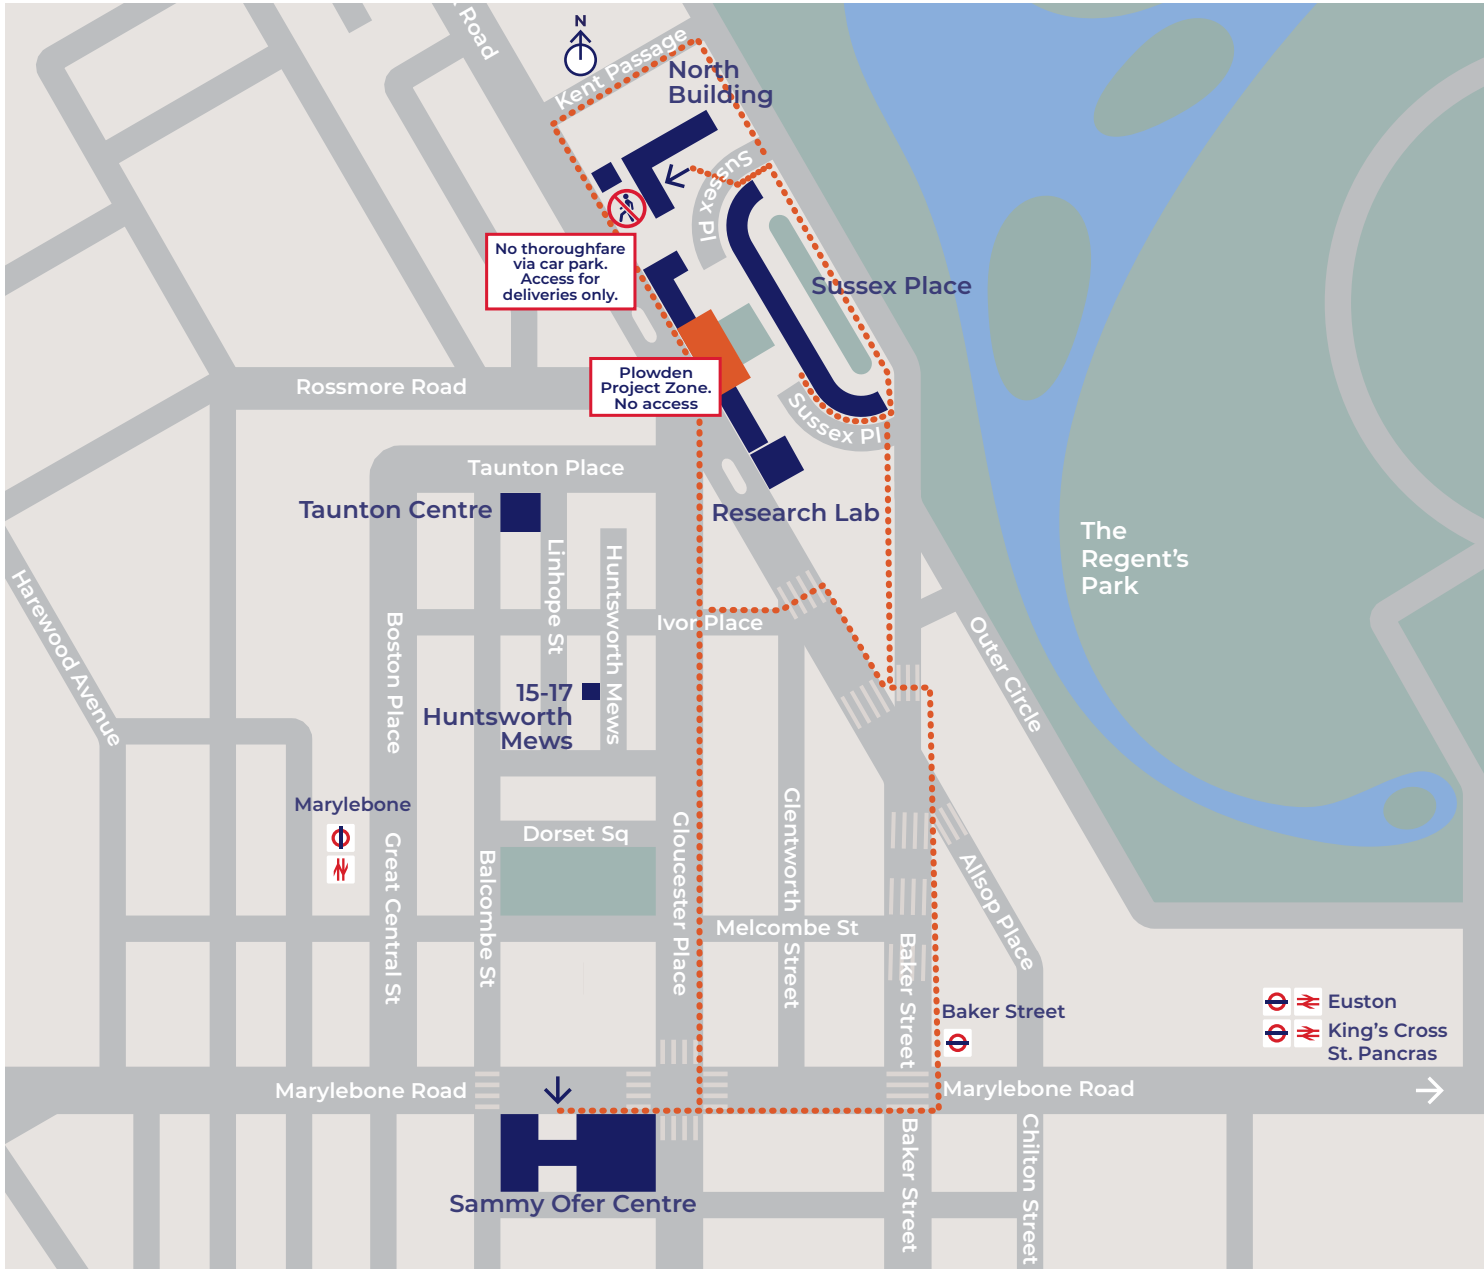 Road
N
Kent Passage
North
Building
Sussex Pl
No thoroughfare
via car park.
Access for
deliveries only.
Sussex Place
Plowden
Project Zone.
No access
Rossmore Road
Sussex Pl
Taunton Place
Taunton Centre
Research Lab
The
Regent's
Park
Linhope St
Huntsworth Mews
Harewood Avenue
Boston Place
Ivor Place
Outer Circle
15-17
Huntsworth
Mews
Marylebone
Dorset Sq
Great Central St
Balcombe St
Gloucester Place
Glentworth
Street
Allsop Place
Melcombe St
Baker Street
Baker Street
Euston
King's Cross
St. Pancras
Marylebone Road
Marylebone Road
Baker Street
Chilton Street
Sammy Ofer Centre